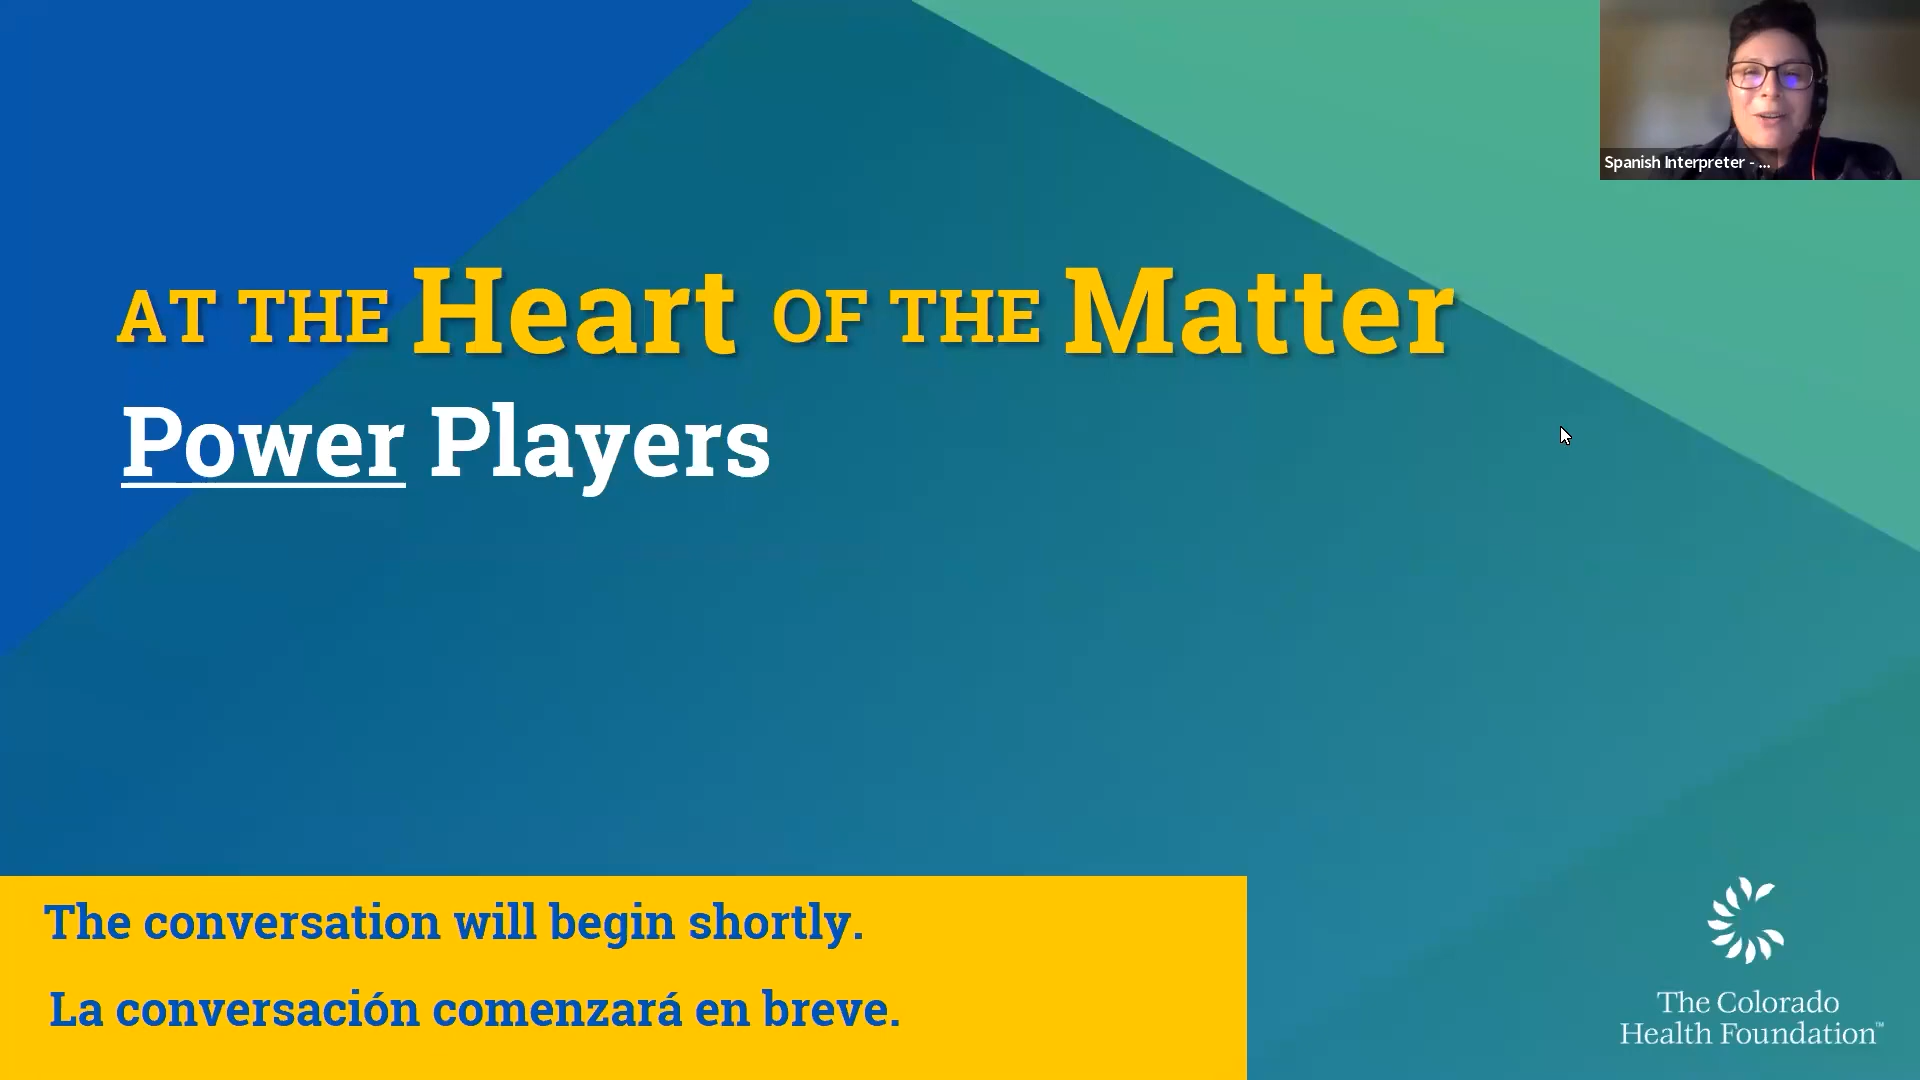 Spanish Interpreter - ...
AT THE Heart OF THE Matter
Power Players
The conversation will begin shortly.
La conversación comenzará en breve.
The Colorado
Health Foundation™